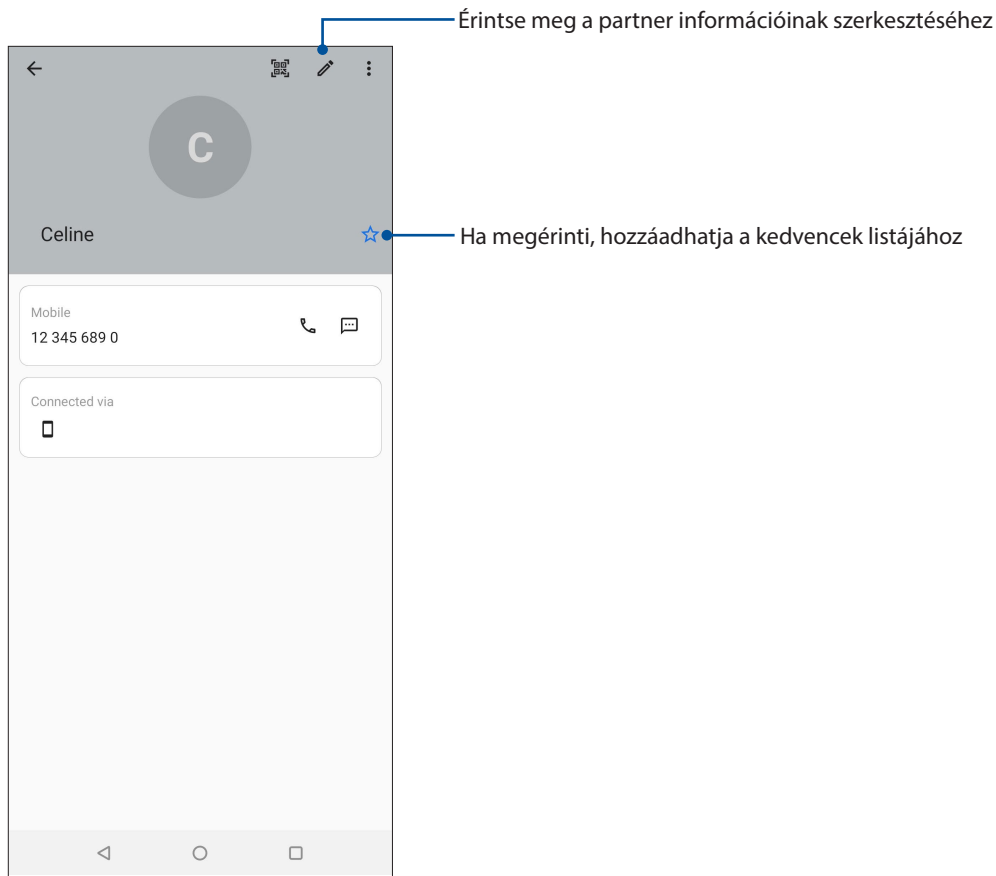 Érintse meg a partner információinak szerkesztéséhez
C
Celine
Ha megérinti, hozzáadhatja a kedvencek listájához
Mobile
12 345 689 0
Connected via